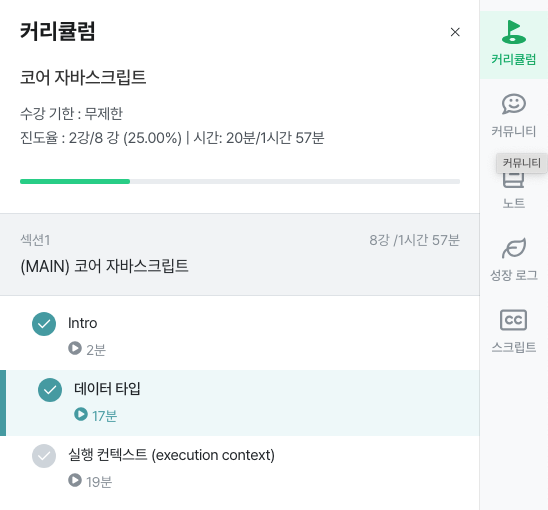 커리큘럼
코어 자바스크립트
수강 기한 : 무제한
진도율 : 2강/8 강 (25.00%) | 시간: 20분/1시간 57분
섹션1
8강 /1시간 57분
(MAIN) 코어 자바스크립트
Intro
2분
데이터 타입
17분
실행 컨텍스트 (execution context)
19분
커리큘럼
커뮤니티
커뮤니티
노트
성장 로그
CC
스크립트